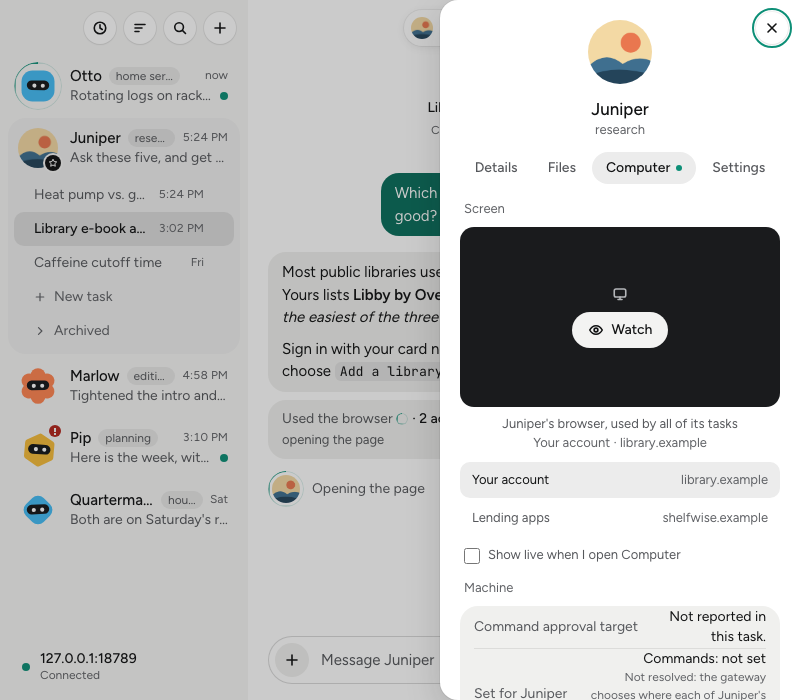 Otto home ser... now
Rotating logs on rack...
Juniper rese... 5:24 PM
Ask these five, and get ...
Heat pump vs. g... 5:24 PM
Library e-book a... 3:02 PM
Caffeine cutoff time Fri
New task
Archived
Marlow editi... 4:58 PM
Tightened the intro and...
Pip planning 3:10 PM
Here is the week, wit...
Quarterma... hou... Sat
Both are on Saturday's r...
127.0.0.1:18789
Connected
Which
good?
Most public libraries use
Yours lists Libby by Ove
the easiest of the three
Sign in with your card n
choose Add a library
Used the browser · 2 ac
opening the page
Opening the page
Message Juniper
Juniper
research
Details Files Computer Settings
Screen
Watch
Juniper's browser, used by all of its tasks
Your account · library.example
Your account library.example
Lending apps shelfwise.example
Show live when I open Computer
Machine
Command approval target Not reported in
this task.
Commands: not set
Not resolved: the gateway
Set for Juniper chooses where each of Juniper's